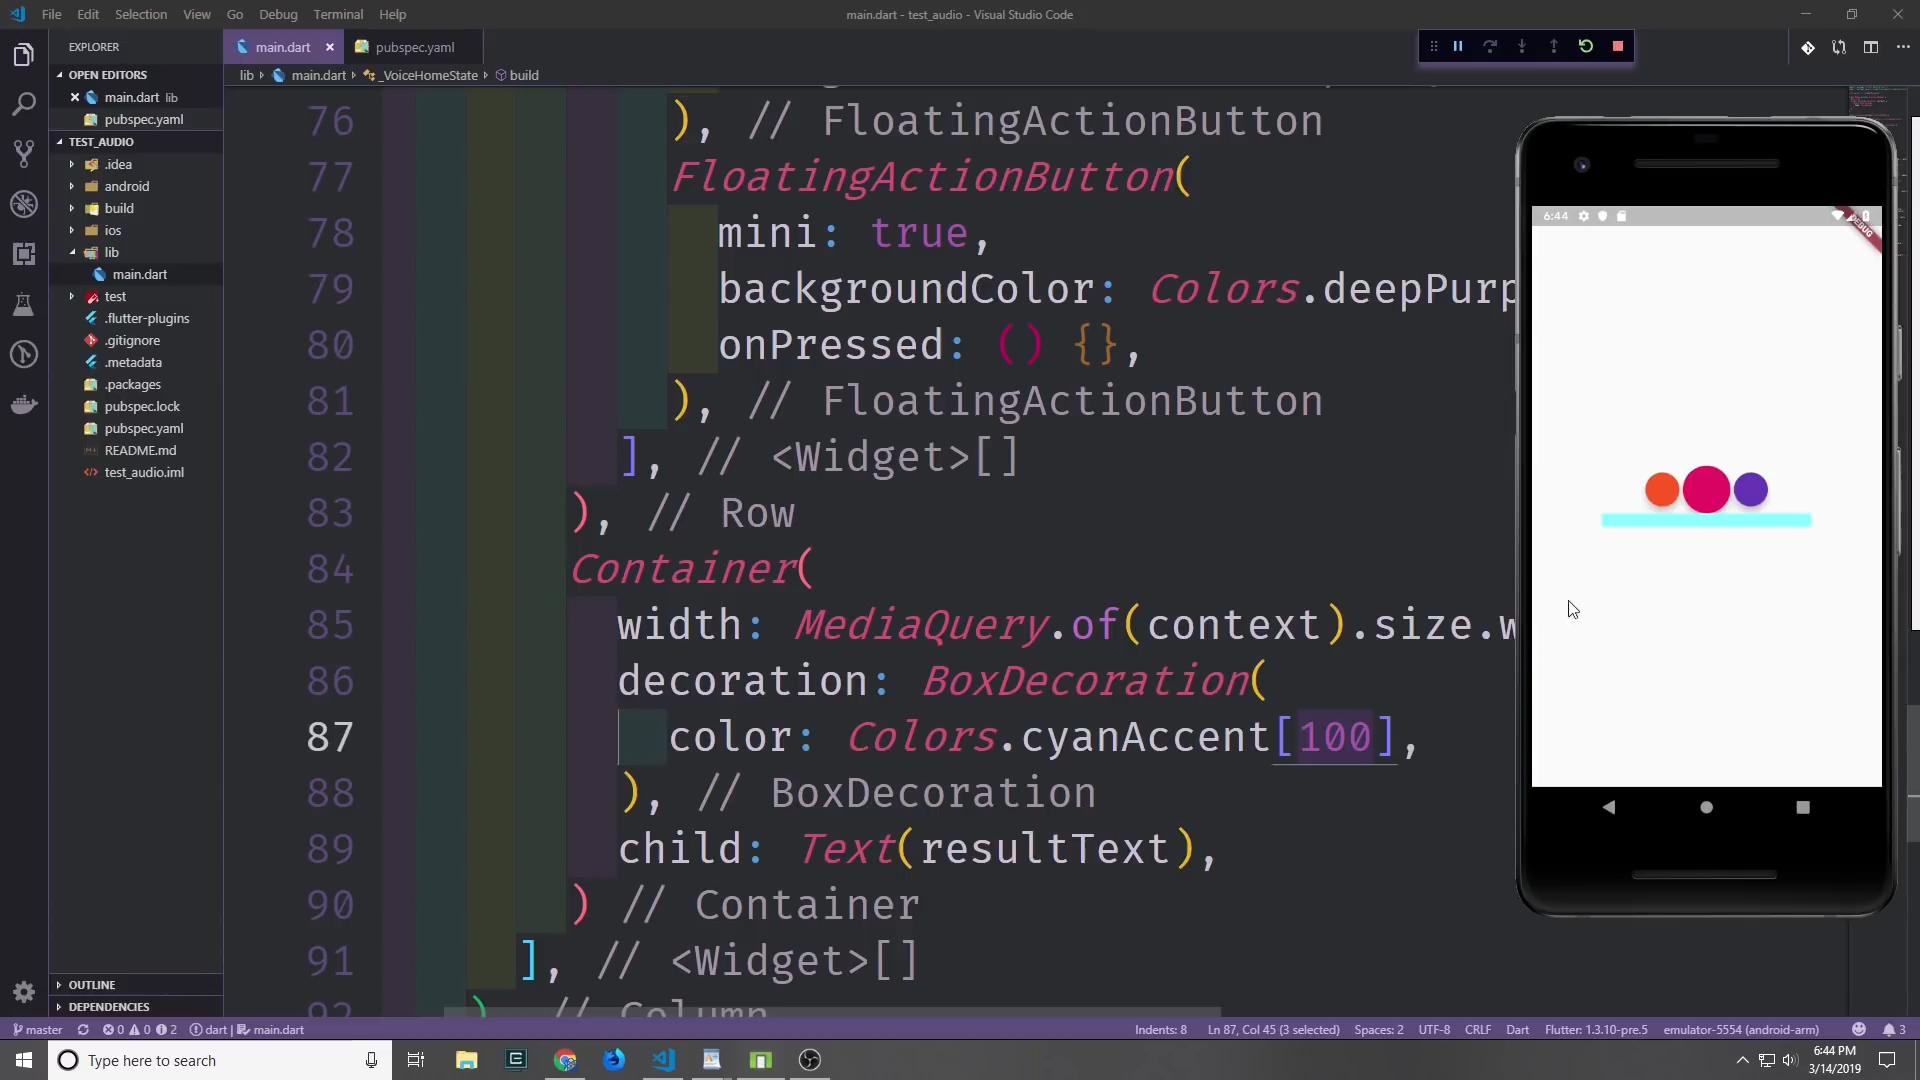 File Edit Selection View Go Debug Terminal Help
main.dart - test_audio - Visual Studio Code
EXPLORER
OPEN EDITORS
main.dart lib
pubspec.yaml
TEST_AUDIO
.idea
android
build
ios
lib
main.dart
test
.flutter-plugins
.gitignore
.metadata
.packages
pubspec.lock
pubspec.yaml
README.md
test_audio.iml
OUTLINE
DEPENDENCIES
main.dart
pubspec.yaml
lib main.dart _VoiceHomeState build
76 ), // FloatingActionButton
77 FloatingActionButton(
78 mini: true,
79 backgroundColor: Colors.deepPurp
80 onPressed: () {},
81 ), // FloatingActionButton
82 ], // <Widget>[]
83 ), // Row
84 Container(
85 width: MediaQuery.of(context).size.w
86 decoration: BoxDecoration(
87 color: Colors.cyanAccent[100],
88 ), // BoxDecoration
89 child: Text(resultText),
90 ) // Container
91 ], // <Widget>[]
92 ) // Column
6:44
DEBUG
master 0 0 2 dart | main.dart
Indents: 8 Ln 87, Col 45 (3 selected) Spaces: 2 UTF-8 CRLF Dart Flutter: 1.3.10-pre.5 emulator-5554 (android-arm) 3
Type here to search
6:44 PM
3/14/2019